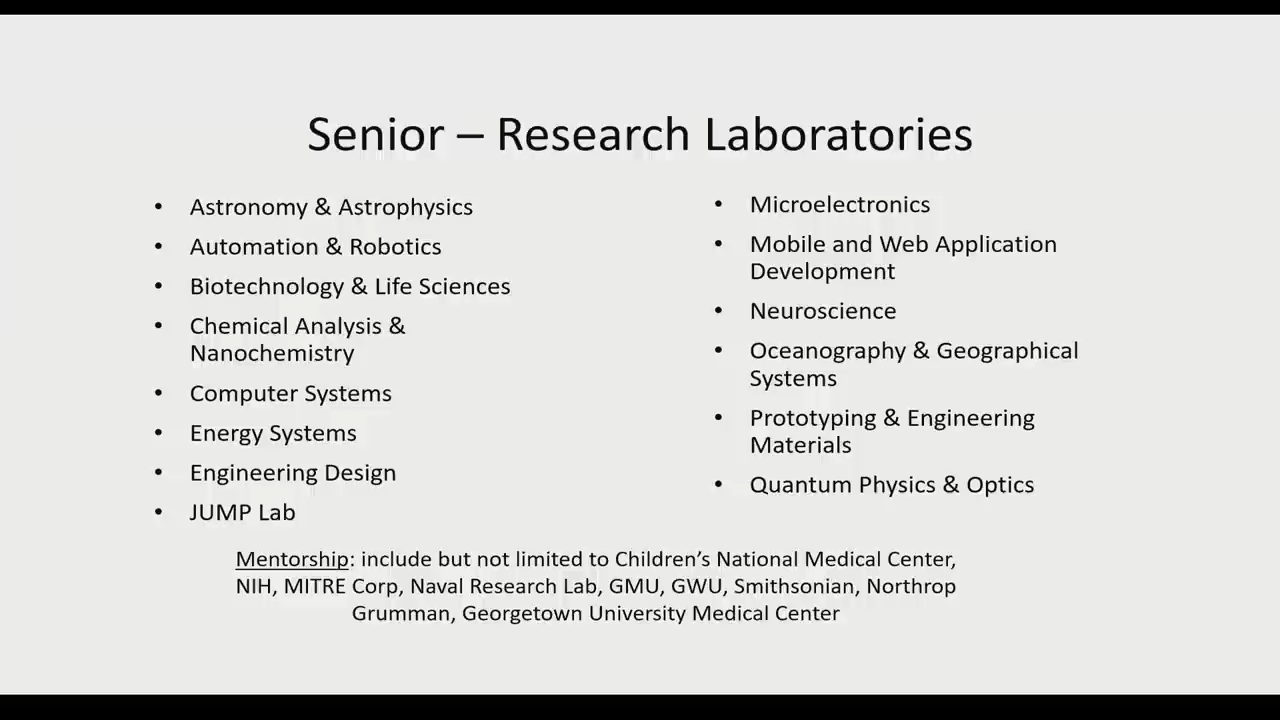 Senior – Research Laboratories
• Astronomy & Astrophysics
• Automation & Robotics
• Biotechnology & Life Sciences
• Chemical Analysis &
Nanochemistry
• Computer Systems
• Energy Systems
• Engineering Design
• JUMP Lab
• Microelectronics
• Mobile and Web Application
Development
• Neuroscience
• Oceanography & Geographical
Systems
• Prototyping & Engineering
Materials
• Quantum Physics & Optics
Mentorship: include but not limited to Children’s National Medical Center,
NIH, MITRE Corp, Naval Research Lab, GMU, GWU, Smithsonian, Northrop
Grumman, Georgetown University Medical Center